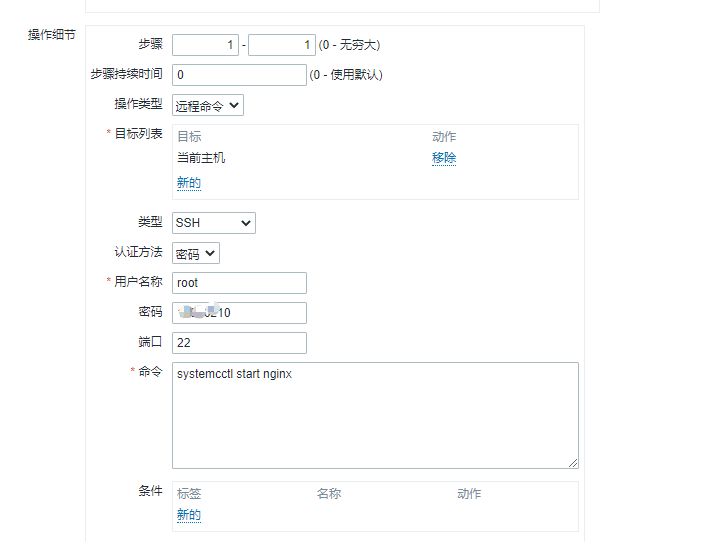 操作细节
步骤 1 - 1 (0 - 无穷大)
步骤持续时间 0 (0 - 使用默认)
操作类型 远程命令
* 目标列表 目标 动作
当前主机 移除
新的
类型 SSH
认证方法 密码
* 用户名称 root
密码
端口 22
* 命令 systemcctl start nginx
条件 标签 名称 动作
新的